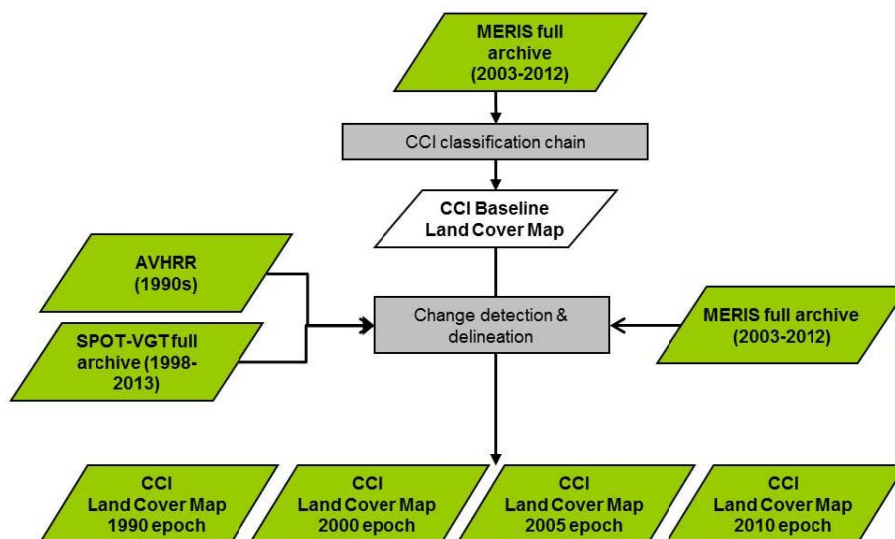 MERIS full
archive
(2003-2012)
CCI classification chain
CCI Baseline
Land Cover Map
AVHRR
(1990s)
SPOT-VGT full
archive (1998-
2013)
Change detection &
delineation
MERIS full archive
(2003-2012)
CCI
Land Cover Map
1990 epoch
CCI
Land Cover Map
2000 epoch
CCI
Land Cover Map
2005 epoch
CCI
Land Cover Map
2010 epoch